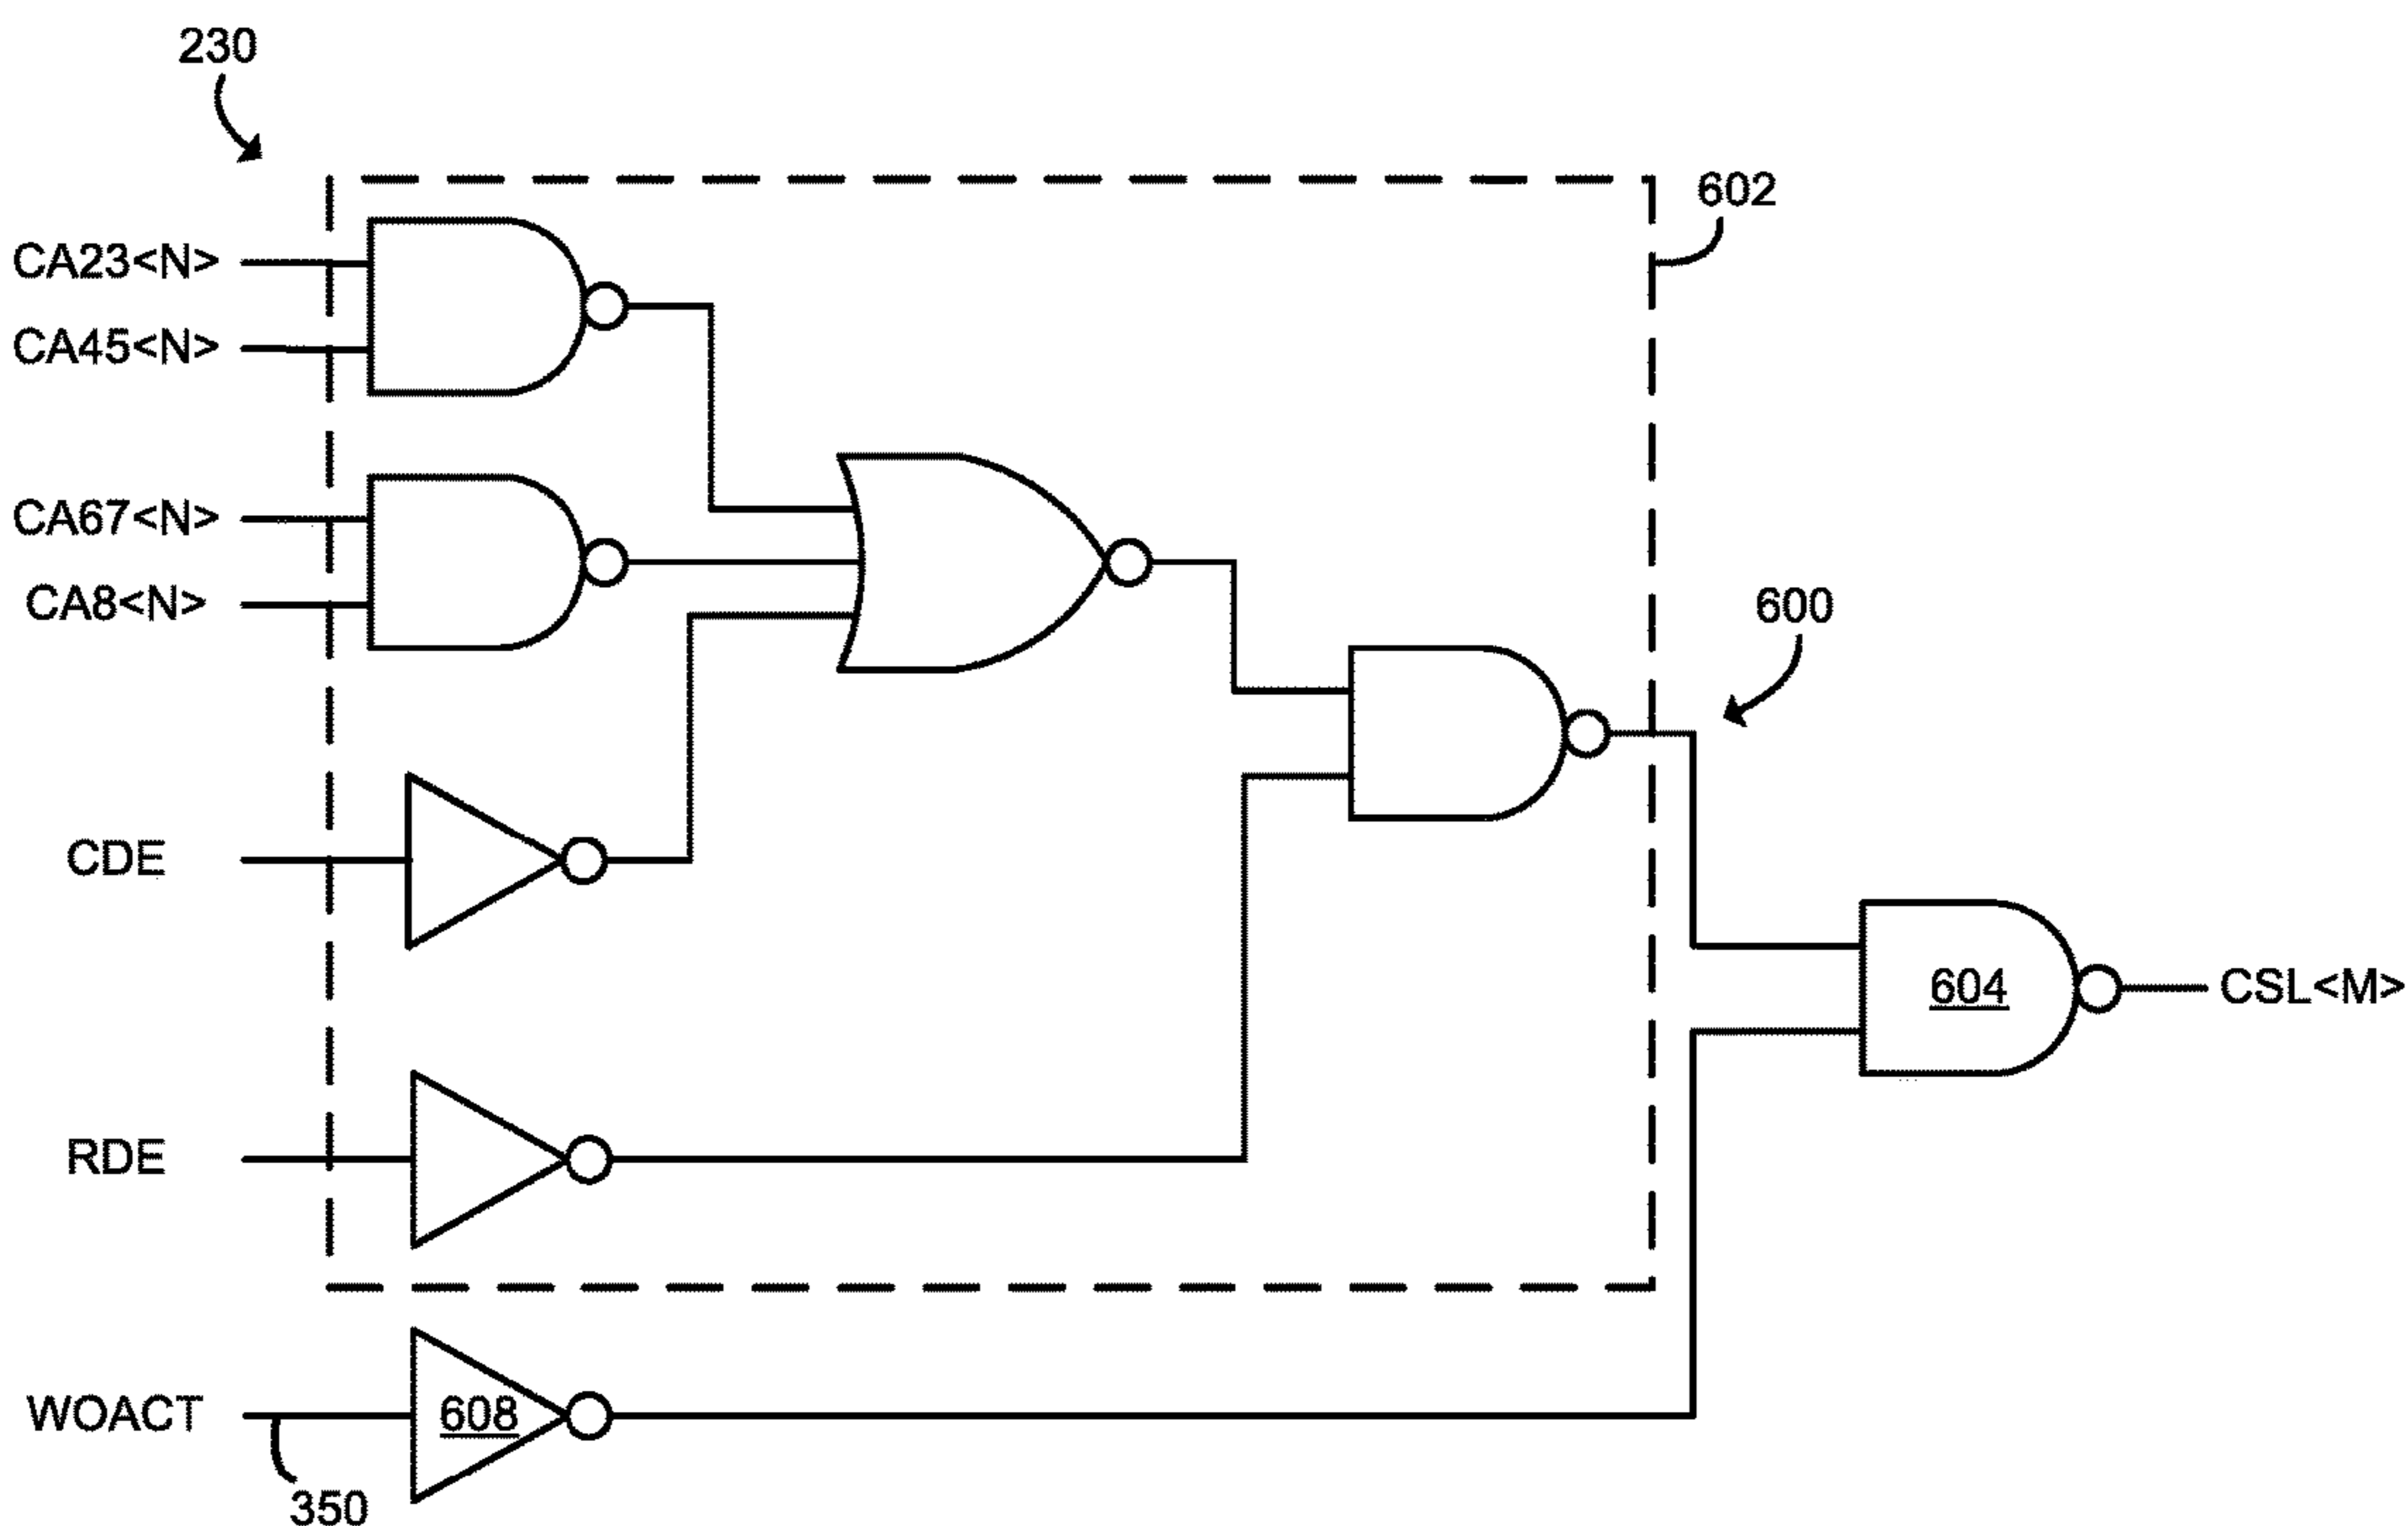 230
602
CA23<N>
CA45<N>
CA67<N>
CA8<N>
600
CDE
604
CSL<M>
RDE
WOACT
608
350